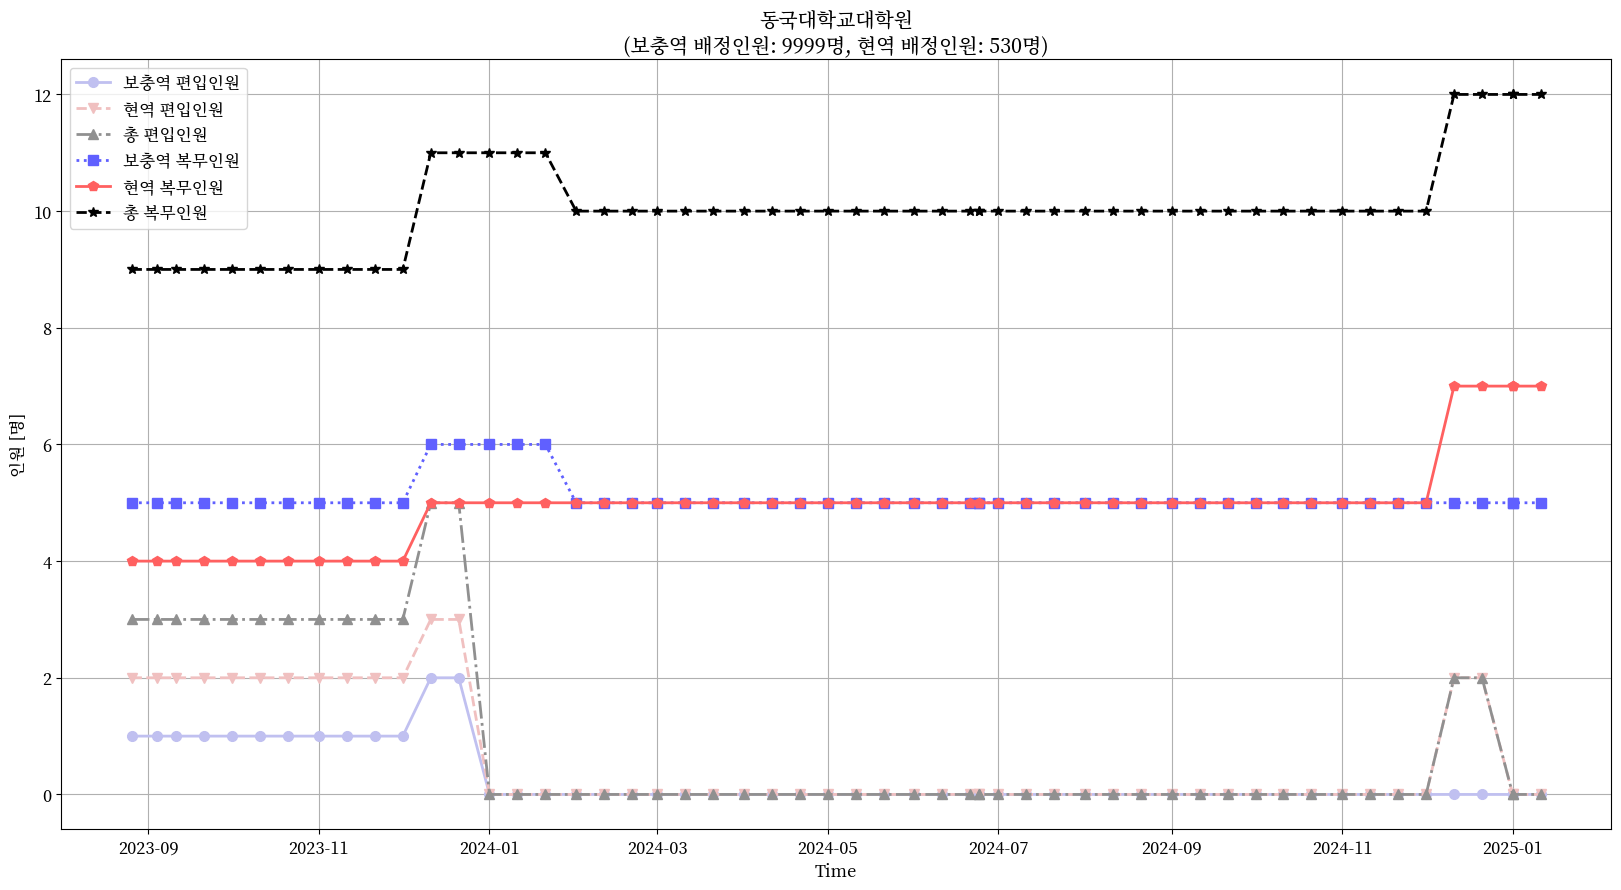 동국대학교대학원
(보충역 배정인원: 9999명, 현역 배정인원: 530명)
보충역 편입인원
현역 편입인원
총 편입인원
보충역 복무인원
현역 복무인원
총 복무인원
12
10
8
6
4
2
0
인원 [명]
2023-09 2023-11 2024-01 2024-03 2024-05 2024-07 2024-09 2024-11 2025-01
Time